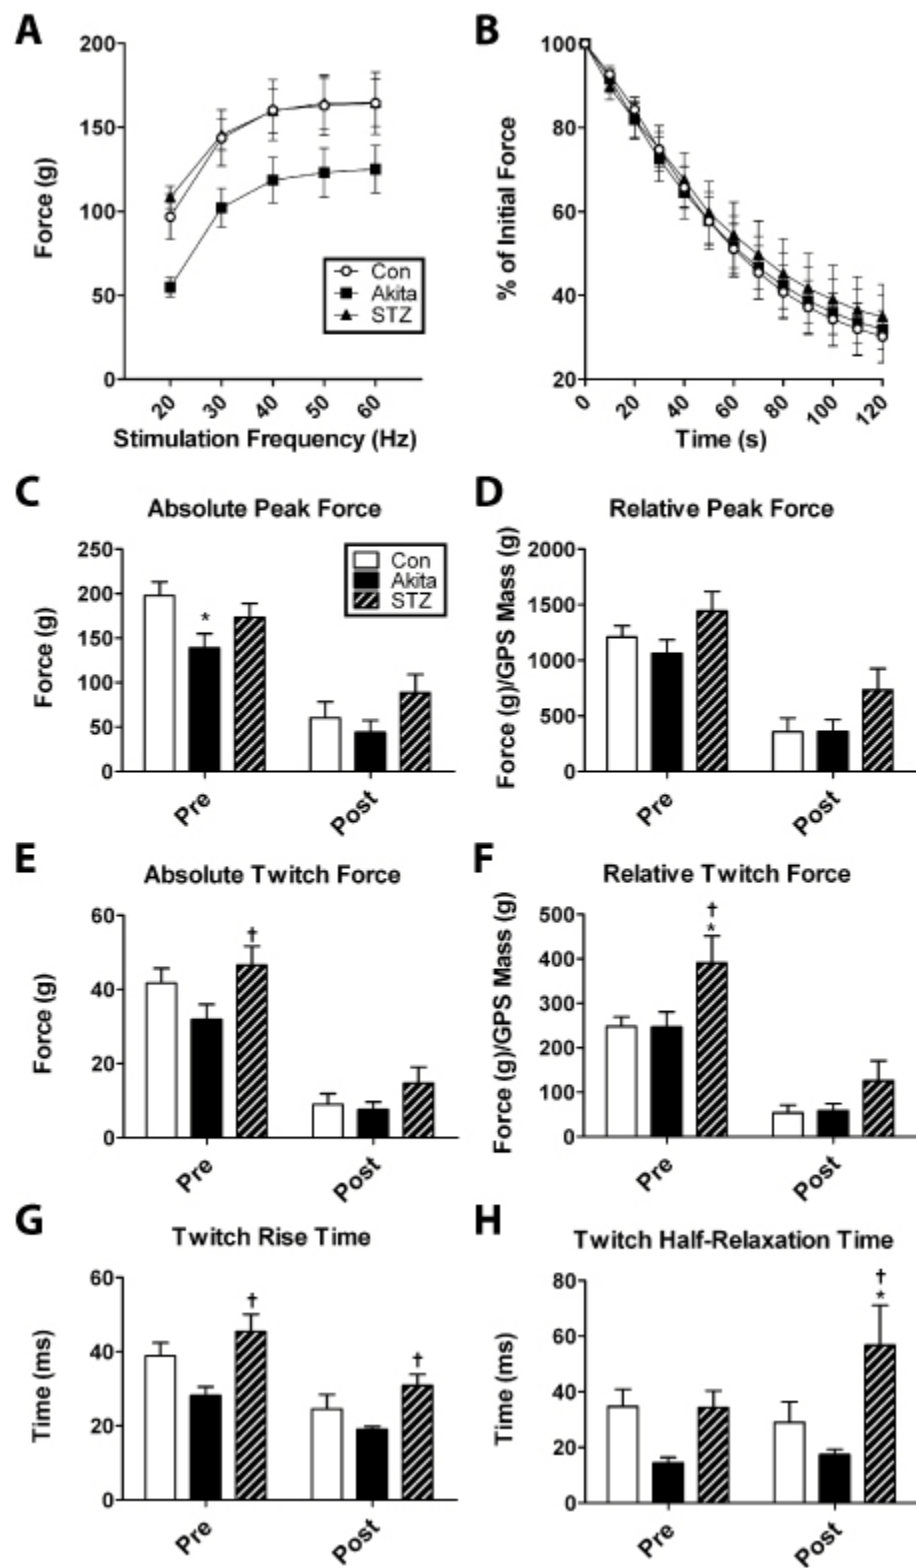 A
200
150
100
50
0
Force (g)
20 30 40 50 60
Stimulation Frequency (Hz)
Con
Akita
STZ
B
100
80
60
40
20
% of Initial Force
0 20 40 60 80 100 120
Time (s)
C
Absolute Peak Force
250
200
150
100
50
0
Force (g)
*
Con
Akita
STZ
Pre Post
D
Relative Peak Force
2000
1500
1000
500
0
Force (g)/GPS Mass (g)
Pre Post
E
Absolute Twitch Force
60
40
20
0
Force (g)
†
Pre Post
F
Relative Twitch Force
500
400
300
200
100
0
Force (g)/GPS Mass (g)
†
*
Pre Post
G
Twitch Rise Time
60
40
20
0
Time (ms)
† †
Pre Post
H
Twitch Half-Relaxation Time
80
60
40
20
0
Time (ms)
†
*
Pre Post